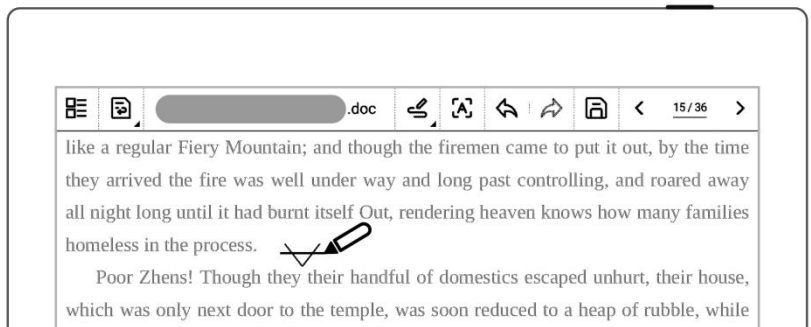 .doc
15/36
like a regular Fiery Mountain; and though the firemen came to put it out, by the time
they arrived the fire was well under way and long past controlling, and roared away
all night long until it had burnt itself Out, rendering heaven knows how many families
homeless in the process.
Poor Zhens! Though they their handful of domestics escaped unhurt, their house,
which was only next door to the temple, was soon reduced to a heap of rubble, while